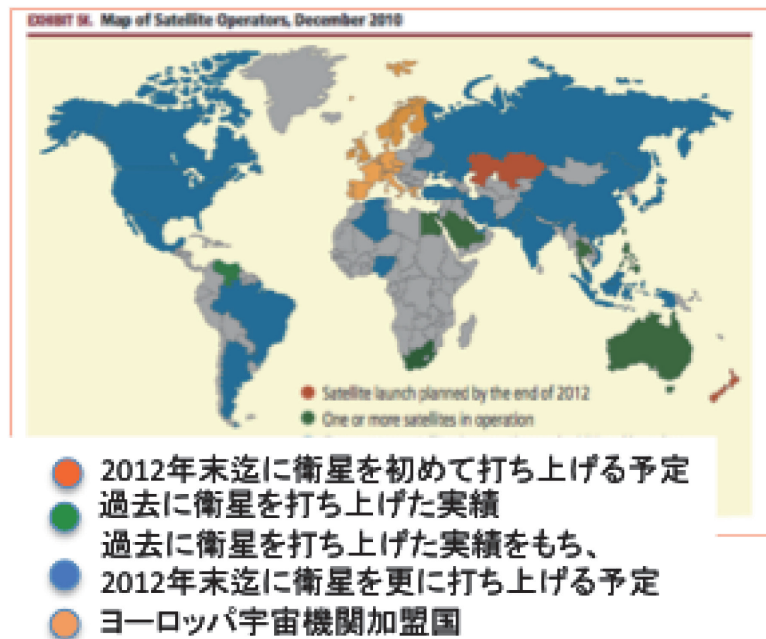 EXHIBIT 5I. Map of Satellite Operators, December 2010
Satellite launch planned by the end of 2012
One or more satellites in operation
2012年末迄に衛星を初めて打ち上げる予定
過去に衛星を打ち上げた実績
過去に衛星を打ち上げた実績をもち、
2012年末迄に衛星を更に打ち上げる予定
ヨーロッパ宇宙機関加盟国